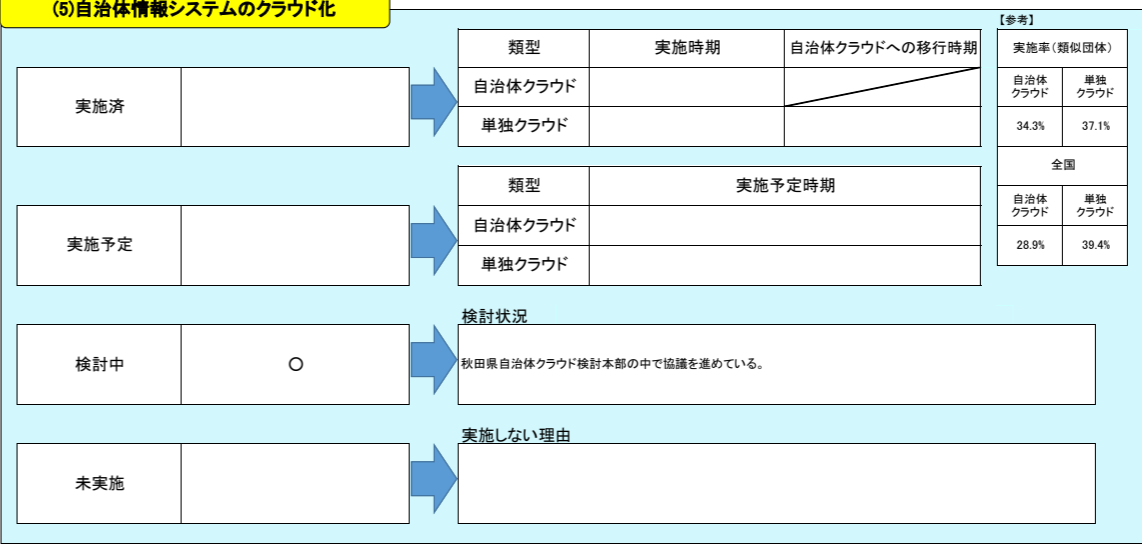 (5)自治体情報システムのクラウド化
【参考】
類型 実施時期 自治体クラウドへの移行時期
実施済
自治体クラウド
単独クラウド
実施率(類似団体)
自治体
クラウド
単独
クラウド
34.3% 37.1%
全国
自治体
クラウド
単独
クラウド
28.9% 39.4%
類型 実施予定時期
実施予定
自治体クラウド
単独クラウド
検討状況
検討中 〇
秋田県自治体クラウド検討本部の中で協議を進めている。
実施しない理由
未実施